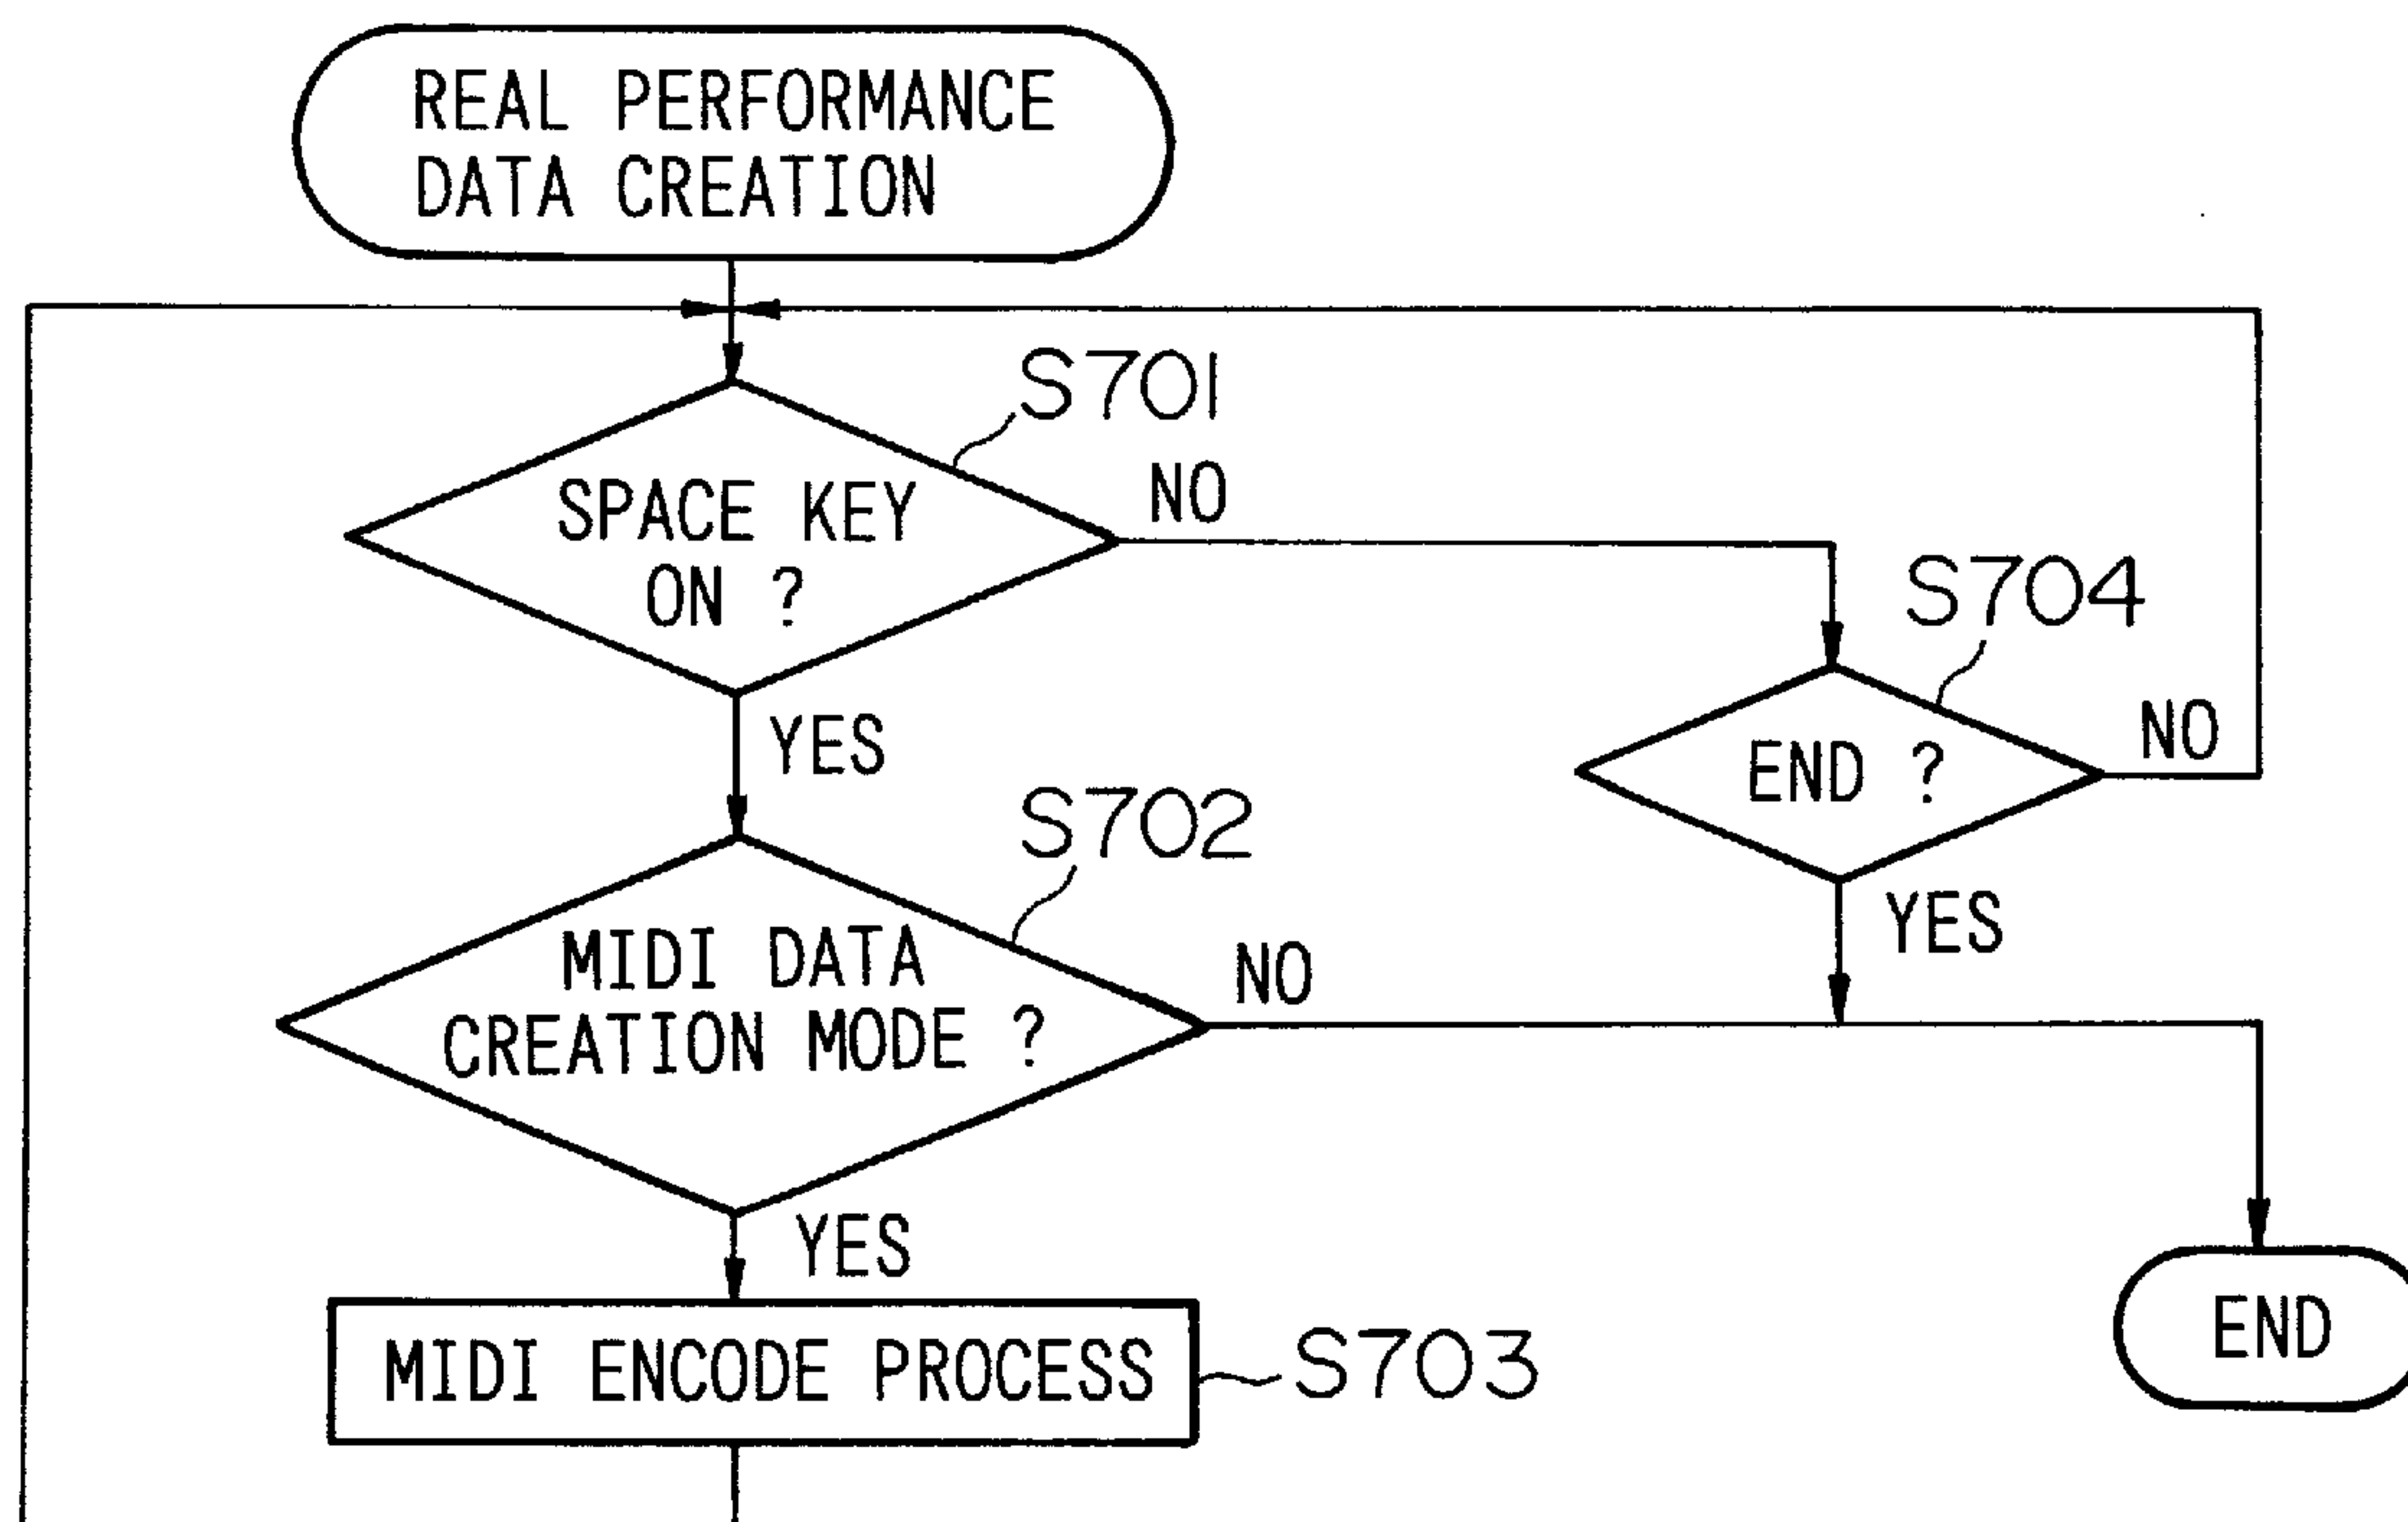 REAL PERFORMANCE
DATA CREATION
S701
SPACE KEY
ON ?
NO
YES
S704
END ?
NO
YES
S702
MIDI DATA
CREATION MODE ?
NO
YES
MIDI ENCODE PROCESS
S703
END